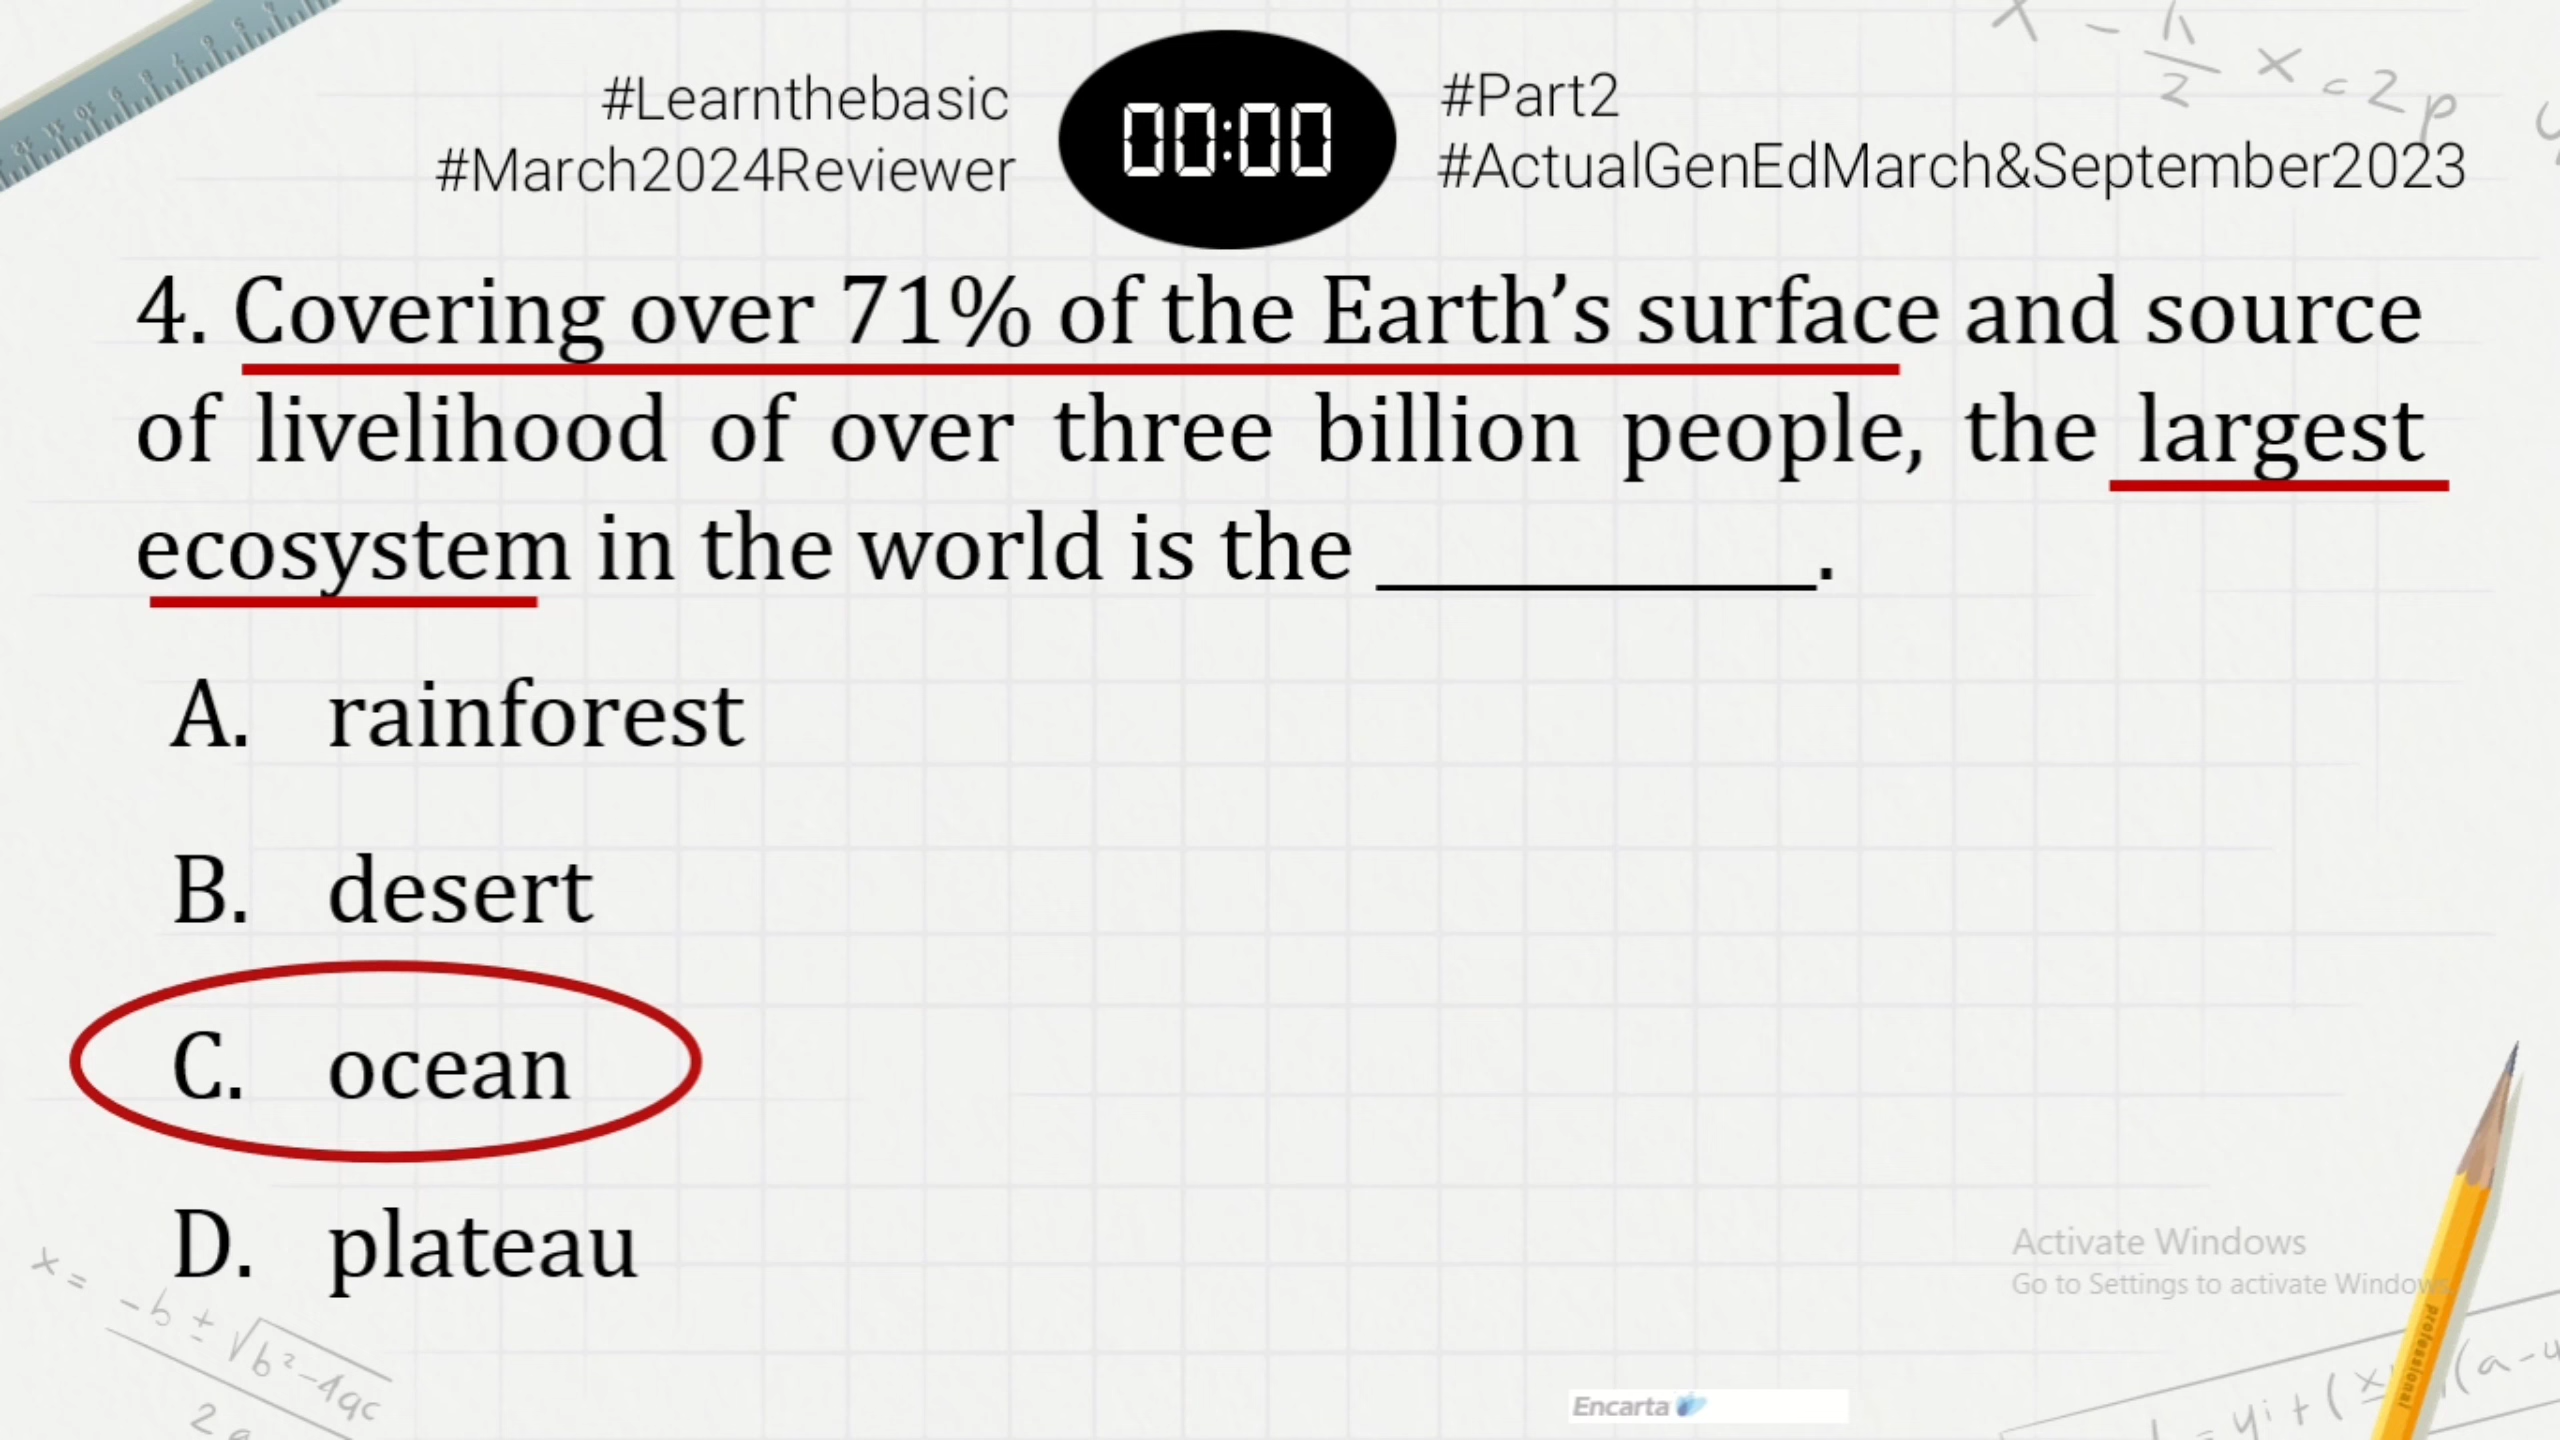 #Learnthebasic
#March2024Reviewer
00:00
#Part2
#ActualGenEdMarch&September2023
4. Covering over 71% of the Earth’s surface and source
of livelihood of over three billion people, the largest
ecosystem in the world is the __________.
A. rainforest
B. desert
C. ocean
D. plateau
Activate Windows
Go to Settings to activate Windows
professional
Encarta